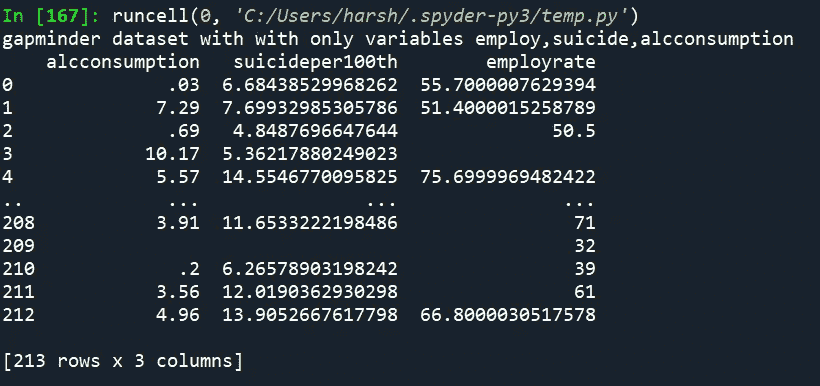 In [167]: runcell(0, 'C:/Users/harsh/.spyder-py3/temp.py')
gapminder dataset with with only variables employ,suicide,alcconsumption
    alcconsumption   suicideper100th        employrate
0              .03  6.68438529968262  55.7000007629394
1             7.29  7.69932985305786  51.4000015258789
2              .69   4.8487696647644              50.5
3            10.17  5.36217880249023
4             5.57  14.5546770095825  75.6999969482422
..             ...               ...               ...
208           3.91  11.6533222198486                71
209                                                 32
210             .2  6.26578903198242                39
211           3.56  12.0190362930298                61
212           4.96  13.9052667617798  66.8000030517578
[213 rows x 3 columns]